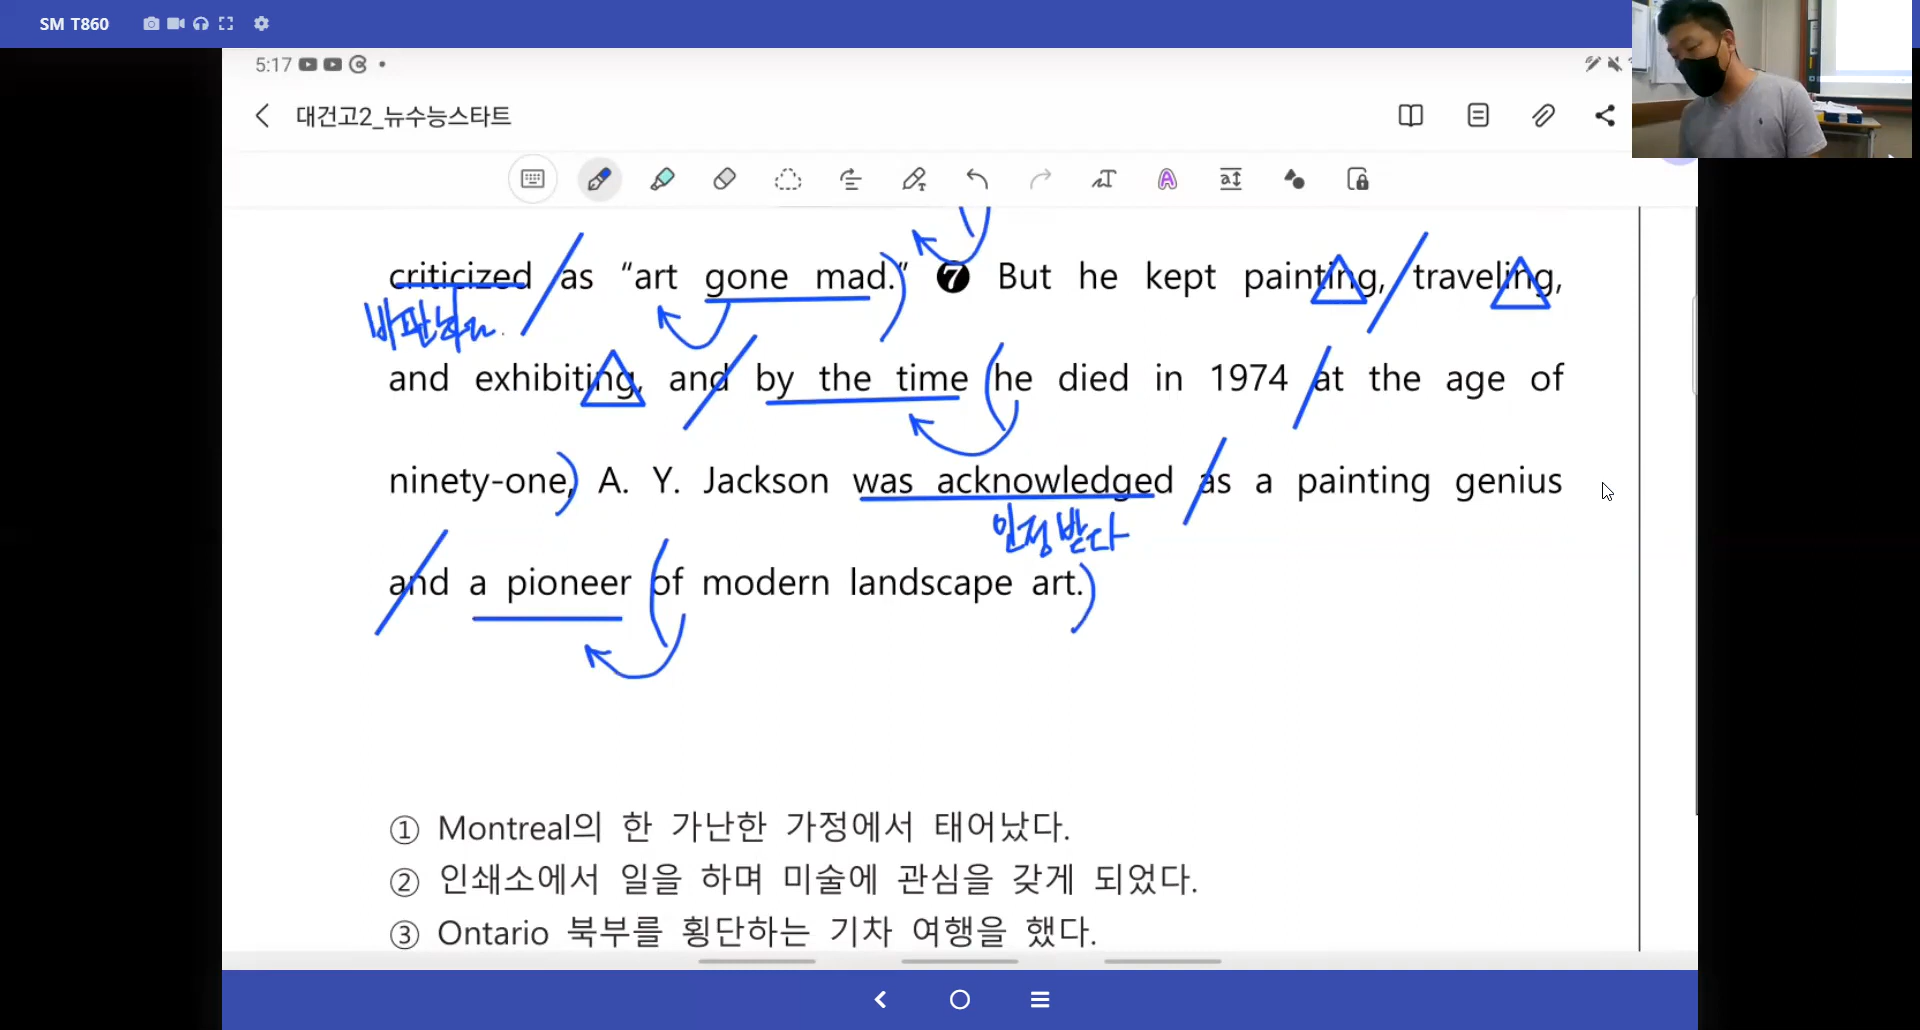 SM T860
5:17
대건고2_뉴수능스타트
criticized as “art gone mad.” ❼ But he kept painting, traveling,
비판받은
and exhibiting, and by the time he died in 1974 at the age of
ninety-one, A. Y. Jackson was acknowledged as a painting genius
인정받다
and a pioneer of modern landscape art.
① Montreal의 한 가난한 가정에서 태어났다.
② 인쇄소에서 일을 하며 미술에 관심을 갖게 되었다.
③ Ontario 북부를 횡단하는 기차 여행을 했다.